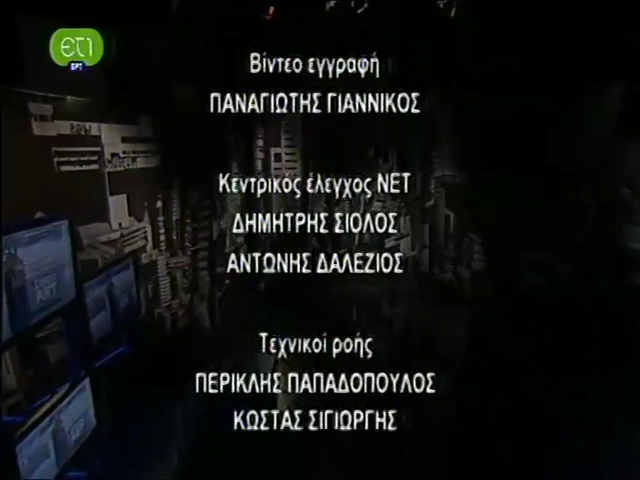 ετ1
ΕΡΤ
Βίντεο εγγραφή
ΠΑΝΑΓΙΩΤΗΣ ΓΙΑΝΝΙΚΟΣ
Κεντρικός έλεγχος ΝΕΤ
ΔΗΜΗΤΡΗΣ ΣΙΟΛΟΣ
ΑΝΤΩΝΗΣ ΔΑΛΕΖΙΟΣ
Τεχνικοί ροής
ΠΕΡΙΚΛΗΣ ΠΑΠΑΔΟΠΟΥΛΟΣ
ΚΩΣΤΑΣ ΣΙΓΙΩΡΓΗΣ